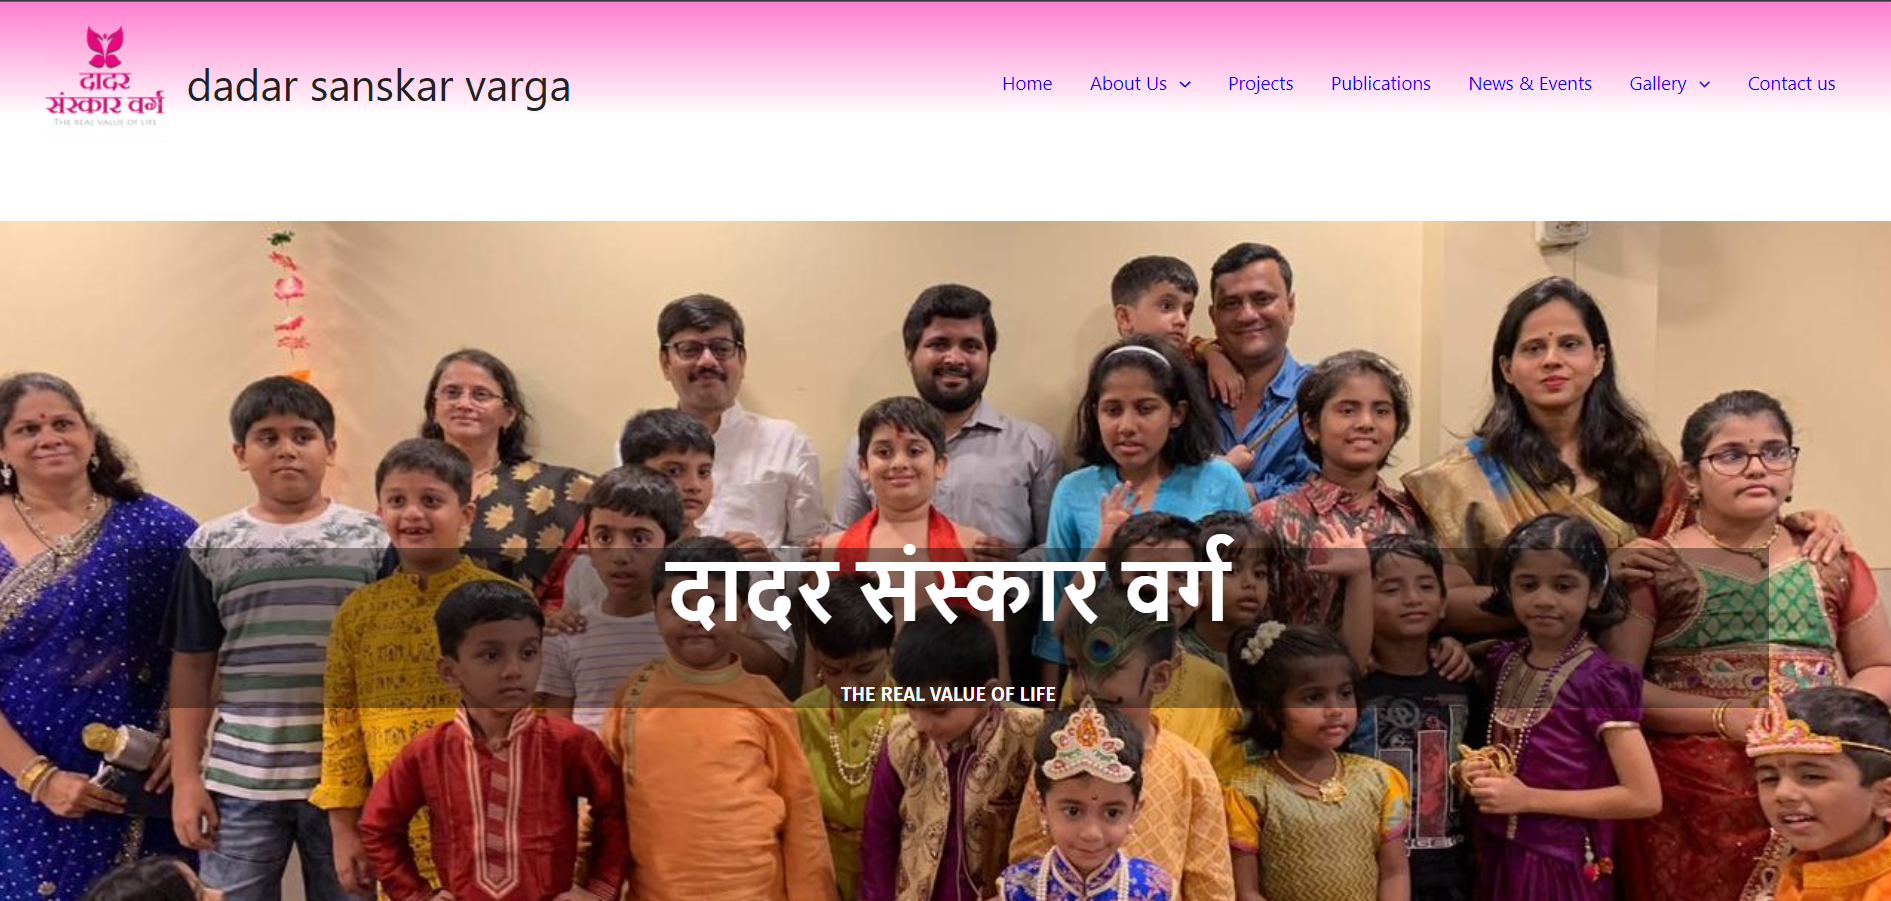 दादर
संस्कार वर्ग
THE REAL VALUE OF LIFE
dadar sanskar varga
Home About Us Projects Publications News & Events Gallery Contact us
दादर संस्कार वर्ग
THE REAL VALUE OF LIFE